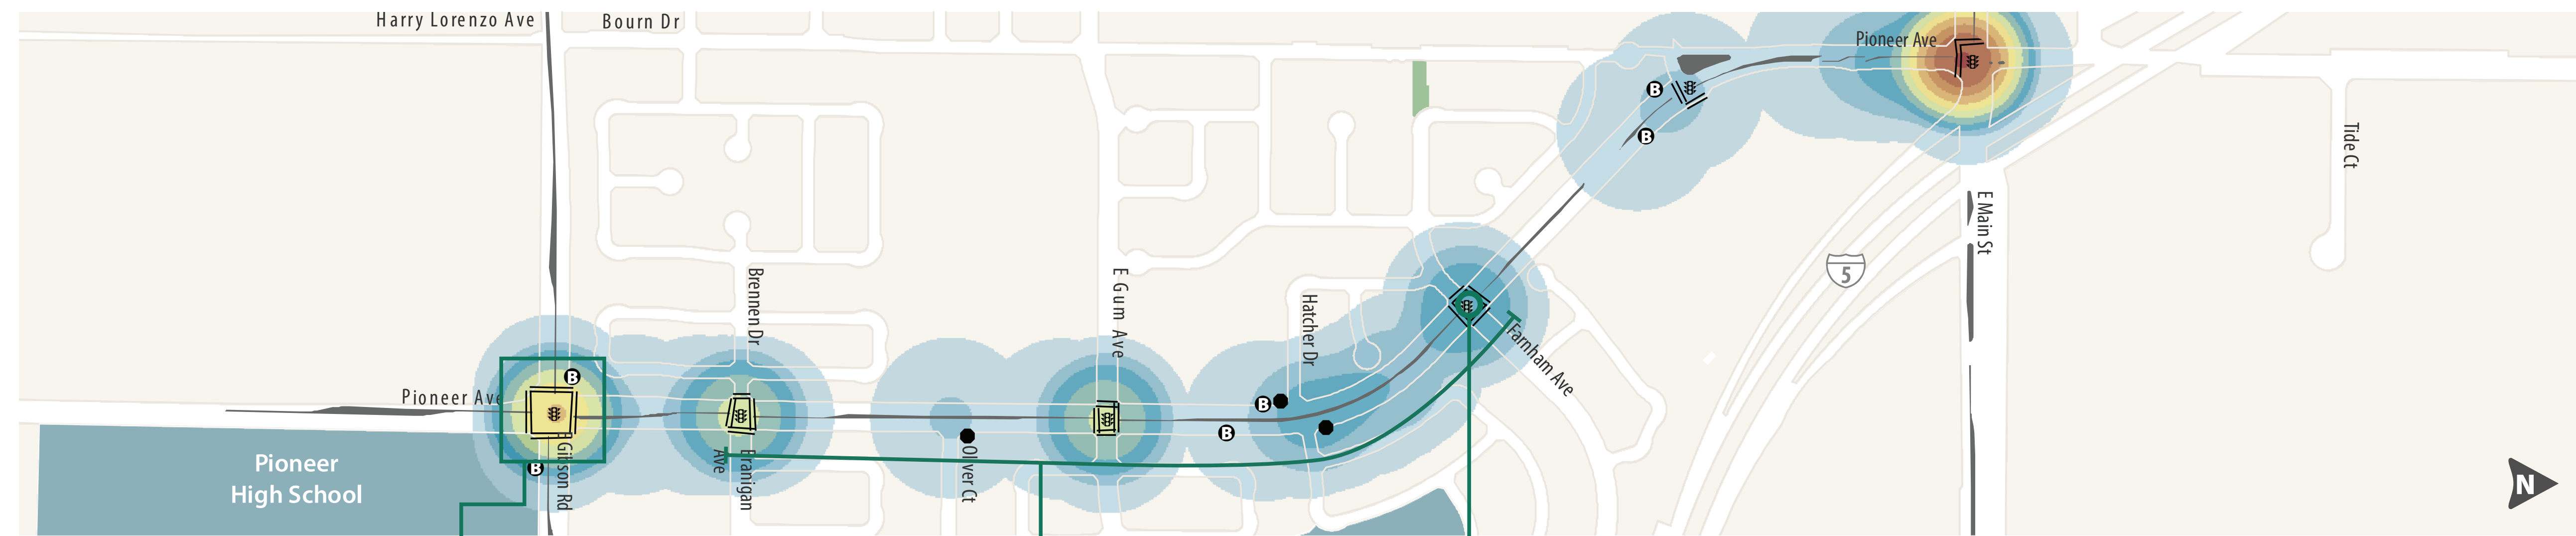 Harry Lorenzo Ave
Bourn Dr
Pioneer Ave
B
B
Tide Ct
E Main St
5
Brennen Dr
E Gum Ave
Hatcher Dr
Farnham Ave
B
Pioneer Ave
B
B
Gibson Rd
B
Branigan
Ave
Oliver Ct
Pioneer
High School
N